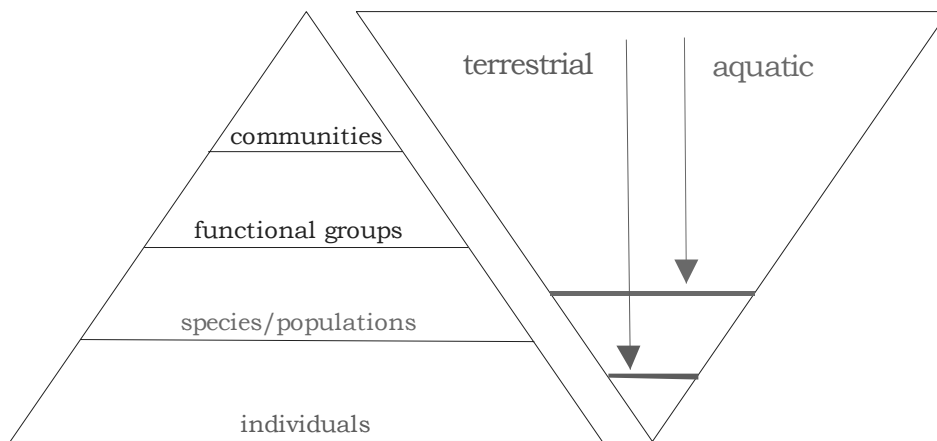 terrestrial
aquatic
communities
functional groups
species/populations
individuals